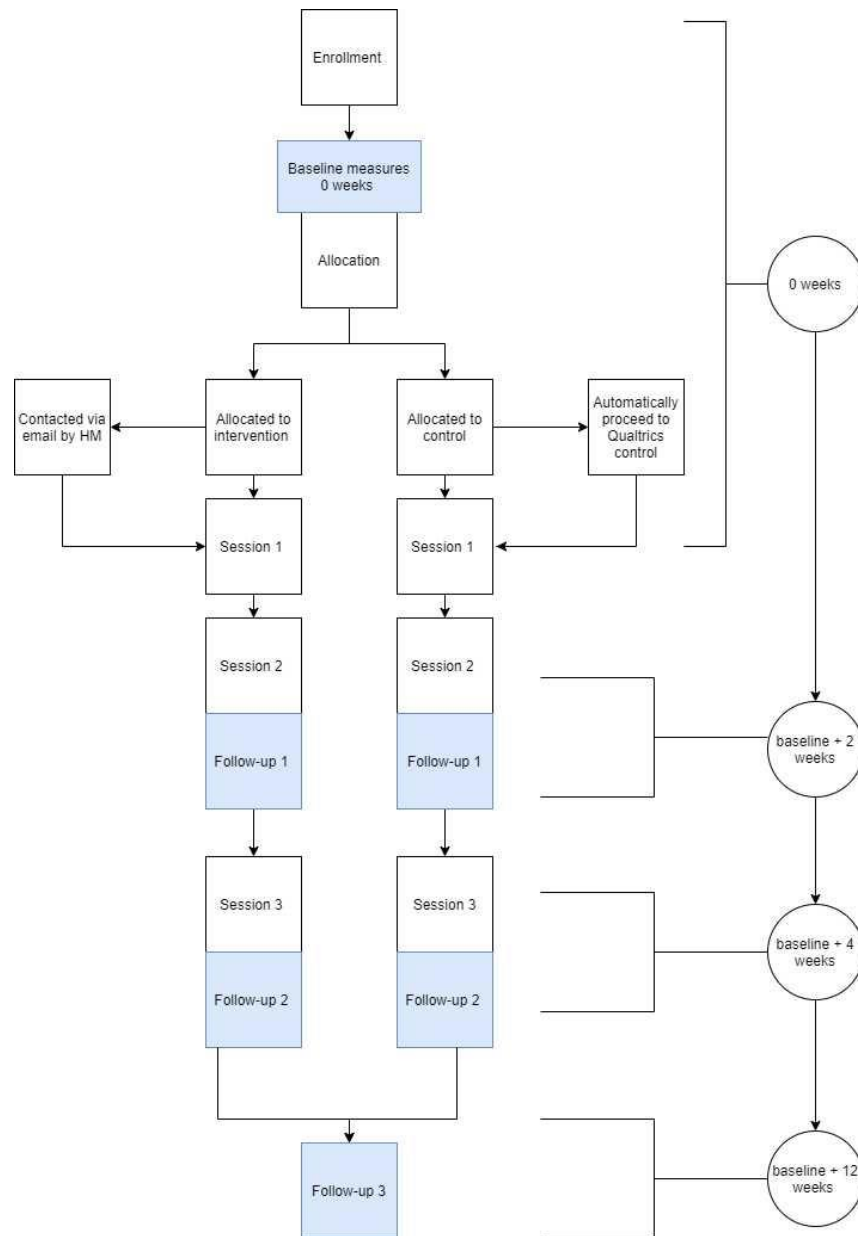 Enrollment
Baseline measures
0 weeks
Allocation
0 weeks
Contacted via
email by HM
Allocated to
intervention
Allocated to
control
Automatically
proceed to
Qualtrics
control
Session 1
Session 1
Session 2
Session 2
Follow-up 1
Follow-up 1
baseline + 2
weeks
Session 3
Session 3
Follow-up 2
Follow-up 2
baseline + 4
weeks
Follow-up 3
baseline + 12
weeks